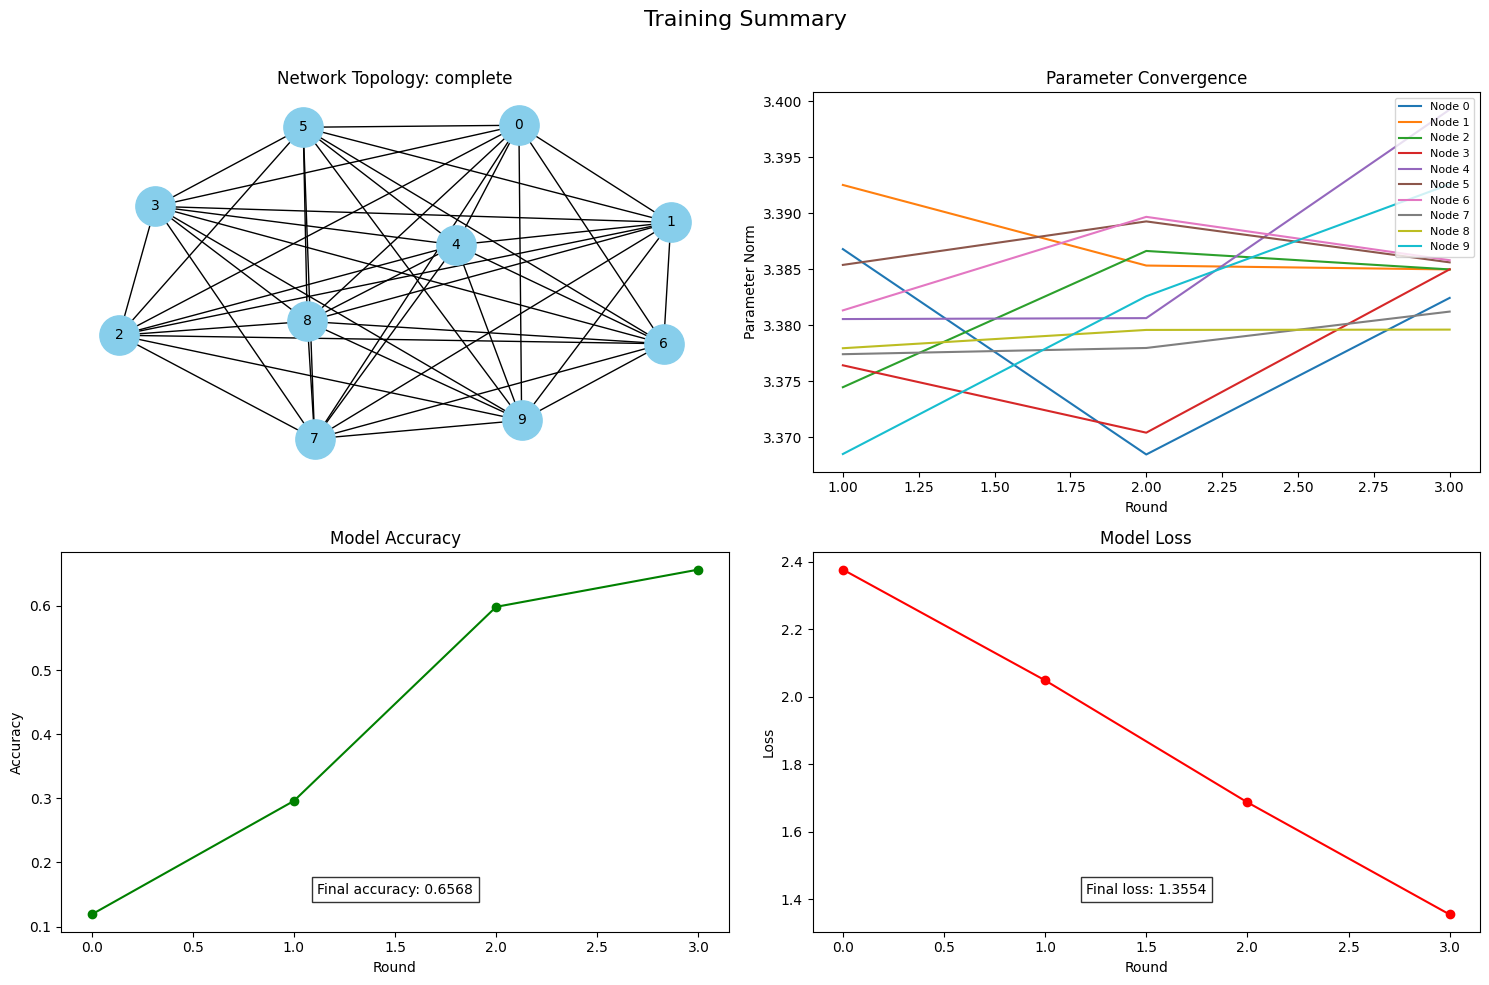 Training Summary
Network Topology: complete
5
0
3
1
4
8
2
6
9
7
Parameter Convergence
Parameter Norm
3.400
3.395
3.390
3.385
3.380
3.375
3.370
Node 0
Node 1
Node 2
Node 3
Node 4
Node 5
Node 6
Node 7
Node 8
Node 9
1.00 1.25 1.50 1.75 2.00 2.25 2.50 2.75 3.00
Round
Model Accuracy
Accuracy
0.6
0.5
0.4
0.3
0.2
0.1
Final accuracy: 0.6568
0.0 0.5 1.0 1.5 2.0 2.5 3.0
Round
Model Loss
Loss
2.4
2.2
2.0
1.8
1.6
1.4
Final loss: 1.3554
0.0 0.5 1.0 1.5 2.0 2.5 3.0
Round